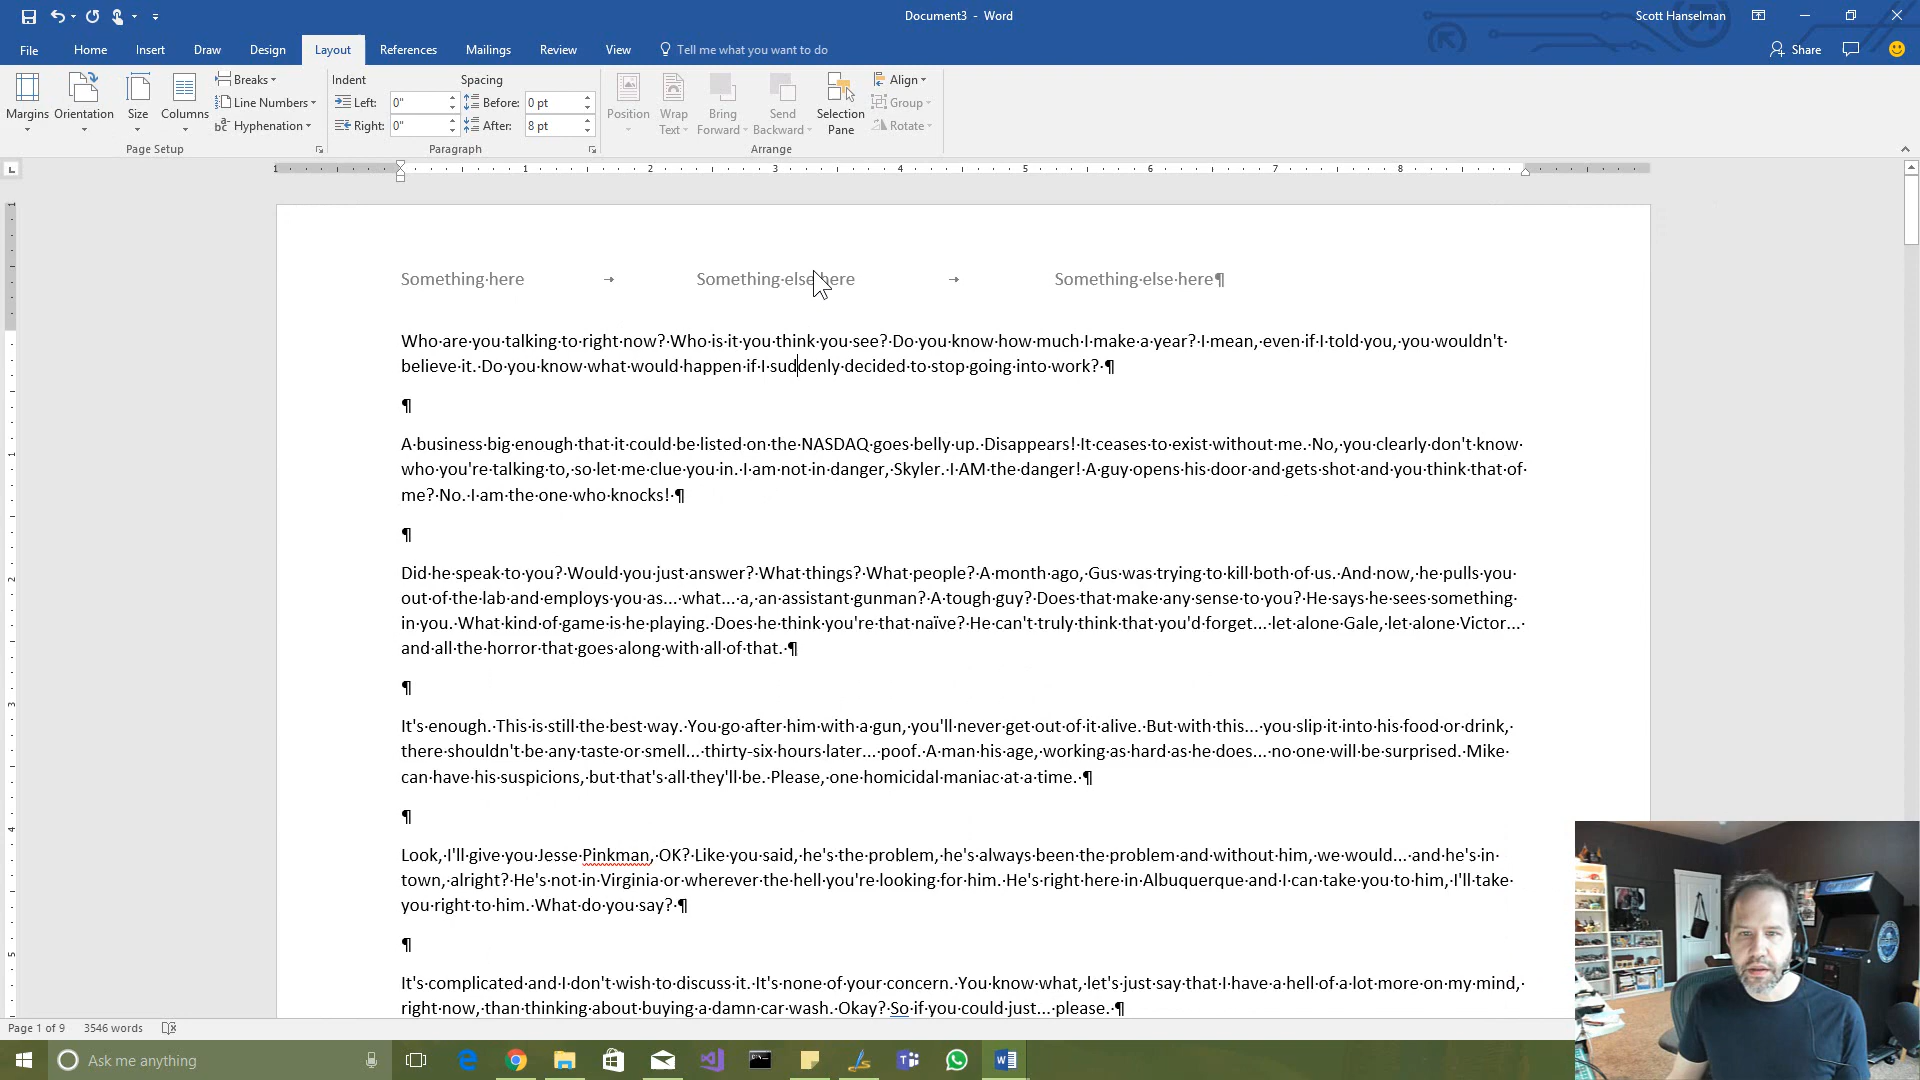 Document3 - Word
Scott Hanselman
File Home Insert Draw Design Layout References Mailings Review View Tell me what you want to do Share
Margins Orientation Size Columns
Breaks
Line Numbers
Hyphenation
Page Setup
Indent Spacing
Left: 0" Before: 0 pt
Right: 0" After: 8 pt
Paragraph
Position Wrap Text Bring Forward Send Backward Selection Pane
Align
Group
Rotate
Arrange
1 1 2 3 4 5 6 7 8
Something·here → Something·else·here → Something·else·here¶
Who·are·you·talking·to·right·now?·Who·is·it·you·think·you·see?·Do·you·know·how·much·I·make·a·year?·I·mean,·even·if·I·told·you,·you·wouldn't·
believe·it.·Do·you·know·what·would·happen·if·I·suddenly·decided·to·stop·going·into·work?·¶
¶
A·business·big·enough·that·it·could·be·listed·on·the·NASDAQ·goes·belly·up.·Disappears!·It·ceases·to·exist·without·me.·No,·you·clearly·don't·know·
who·you're·talking·to,·so·let·me·clue·you·in.·I·am·not·in·danger,·Skyler.·I·AM·the·danger!·A·guy·opens·his·door·and·gets·shot·and·you·think·that·of·
me?·No.·I·am·the·one·who·knocks!·¶
¶
Did·he·speak·to·you?·Would·you·just·answer?·What·things?·What·people?·A·month·ago,·Gus·was·trying·to·kill·both·of·us.·And·now,·he·pulls·you·
out·of·the·lab·and·employs·you·as...·what...·a,·an·assistant·gunman?·A·tough·guy?·Does·that·make·any·sense·to·you?·He·says·he·sees·something·
in·you.·What·kind·of·game·is·he·playing.·Does·he·think·you're·that·naïve?·He·can't·truly·think·that·you'd·forget...·let·alone·Gale,·let·alone·Victor...·
and·all·the·horror·that·goes·along·with·all·of·that.·¶
¶
It's·enough.·This·is·still·the·best·way.·You·go·after·him·with·a·gun,·you'll·never·get·out·of·it·alive.·But·with·this...·you·slip·it·into·his·food·or·drink,·
there·shouldn't·be·any·taste·or·smell...·thirty-six·hours·later...·poof.·A·man·his·age,·working·as·hard·as·he·does...·no·one·will·be·surprised.·Mike·
can·have·his·suspicions,·but·that's·all·they'll·be.·Please,·one·homicidal·maniac·at·a·time.·¶
¶
Look,·I'll·give·you·Jesse·Pinkman,·OK?·Like·you·said,·he's·the·problem,·he's·always·been·the·problem·and·without·him,·we·would...·and·he's·in·
town,·alright?·He's·not·in·Virginia·or·wherever·the·hell·you're·looking·for·him.·He's·right·here·in·Albuquerque·and·I·can·take·you·to·him,·I'll·take·
you·right·to·him.·What·do·you·say?·¶
¶
It's·complicated·and·I·don't·wish·to·discuss·it.·It's·none·of·your·concern.·You·know·what,·let's·just·say·that·I·have·a·hell·of·a·lot·more·on·my·mind,·
right·now,·than·thinking·about·buying·a·damn·car·wash.·Okay?·So·if·you·could·just...·please.·¶
1
1
2
3
4
5
Page 1 of 9 3546 words
Ask me anything